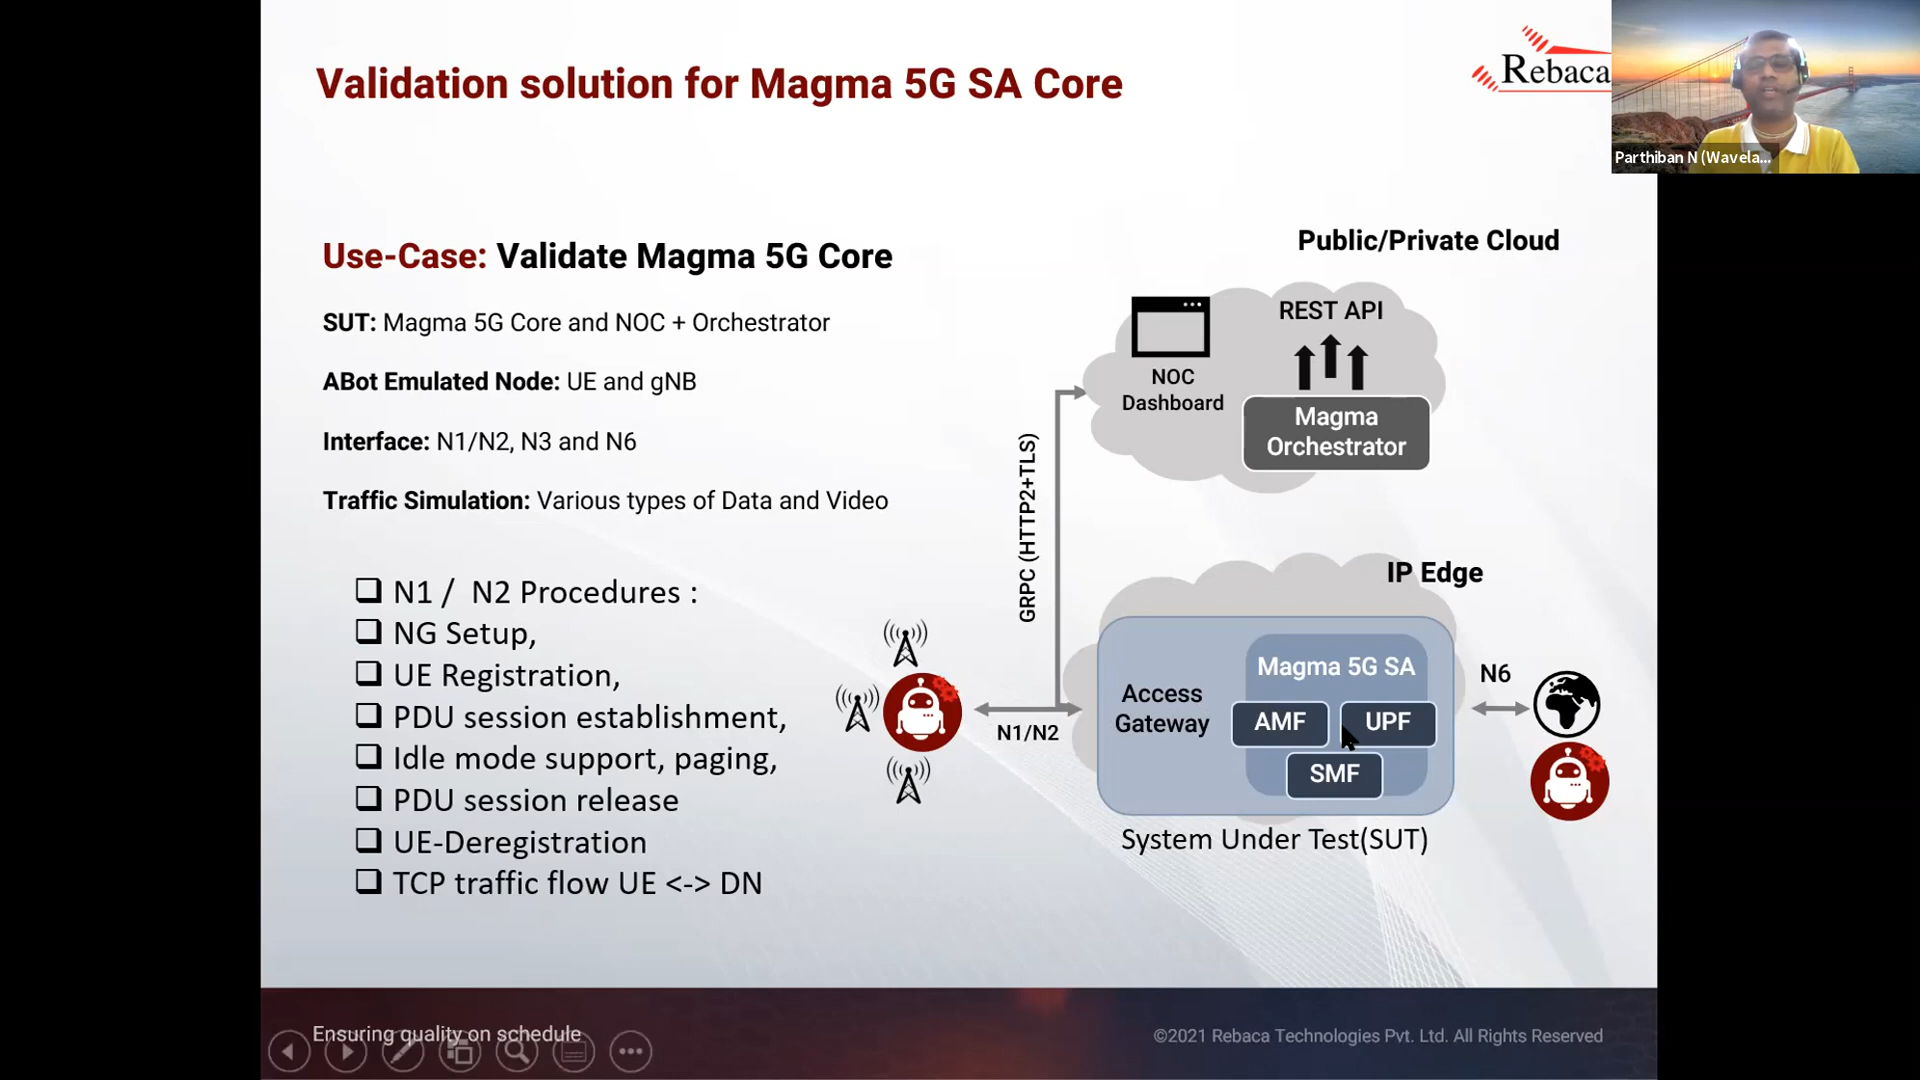 Validation solution for Magma 5G SA Core
Rebaca
Parthiban N (Wavela...
Use-Case: Validate Magma 5G Core
SUT: Magma 5G Core and NOC + Orchestrator
ABot Emulated Node: UE and gNB
Interface: N1/N2, N3 and N6
Traffic Simulation: Various types of Data and Video
N1 / N2 Procedures :
NG Setup,
UE Registration,
PDU session establishment,
Idle mode support, paging,
PDU session release
UE-Deregistration
TCP traffic flow UE <-> DN
Public/Private Cloud
REST API
NOC
Dashboard
Magma
Orchestrator
GRPC (HTTP2+TLS)
IP Edge
Magma 5G SA
Access
Gateway
AMF
UPF
SMF
N1/N2
N6
System Under Test(SUT)
Ensuring quality on schedule
©2021 Rebaca Technologies Pvt. Ltd. All Rights Reserved